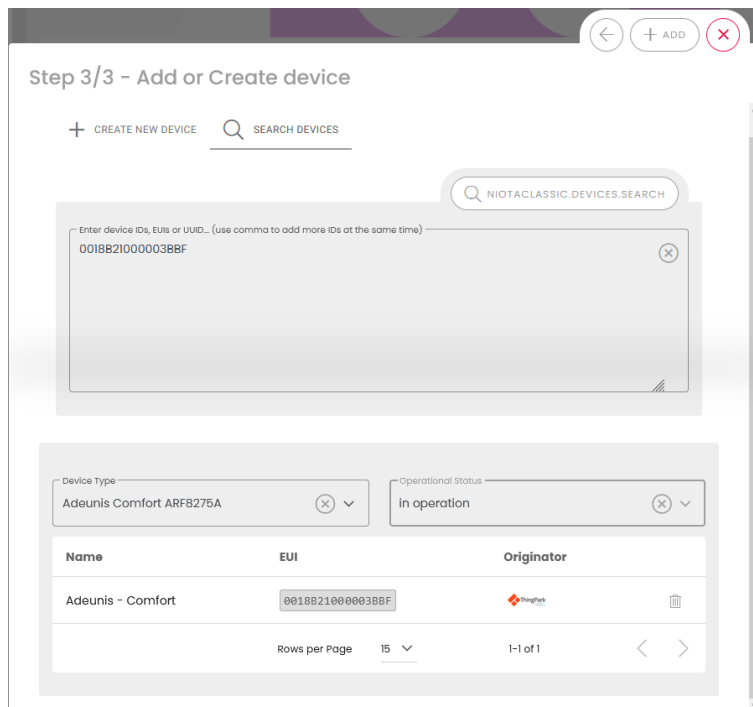 + ADD
Step 3/3 - Add or Create device
CREATE NEW DEVICE
SEARCH DEVICES
NIOTACLASSIC.DEVICES.SEARCH
Enter device IDs, EUIs or UUID... (use comma to add more IDs at the same time)
0018B21000003BBF
Device Type
Adeunis Comfort ARF8275A
Operational Status
in operation
Name EUI Originator
Adeunis - Comfort 0018B21000003BBF ThingPark
Rows per Page 15 1-1 of 1